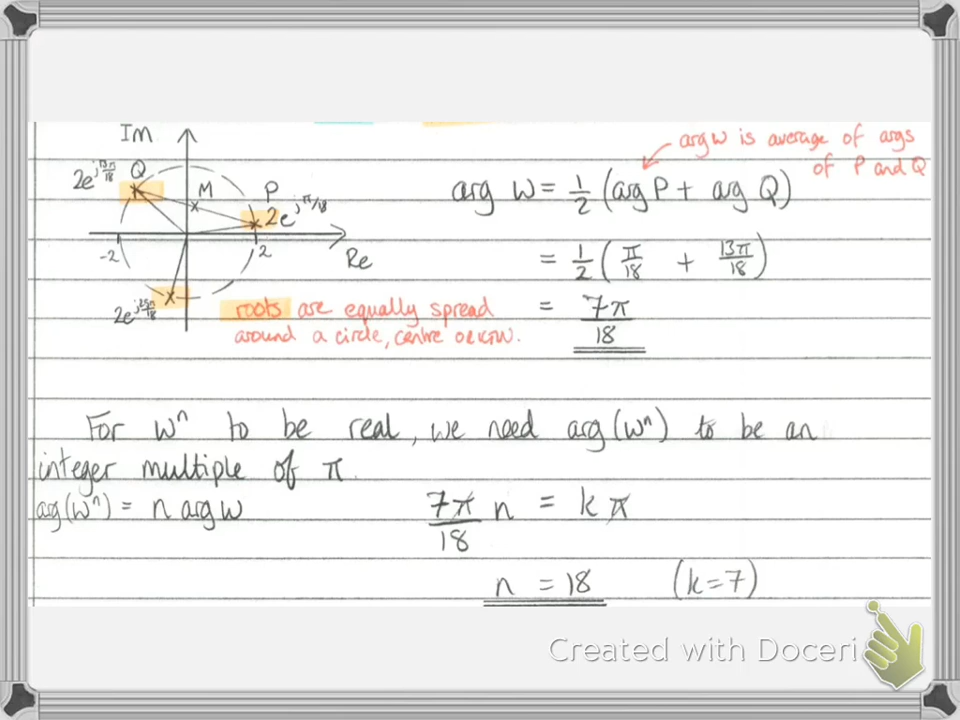 Im
Q
2e^{j13π/18}
M
P
2e^{jπ/18}
-2
2
Re
2e^{j25π/18}
roots are equally spread
around a circle, centre origin.
arg w is average of args
of P and Q
arg w = 1/2 (arg P + arg Q)
= 1/2 (π/18 + 13π/18)
= 7π/18
For wⁿ to be real, we need arg(wⁿ) to be an
integer multiple of π.
arg(wⁿ) = n arg w
7π/18 n = kπ
n = 18 (k=7)
Created with Doceri